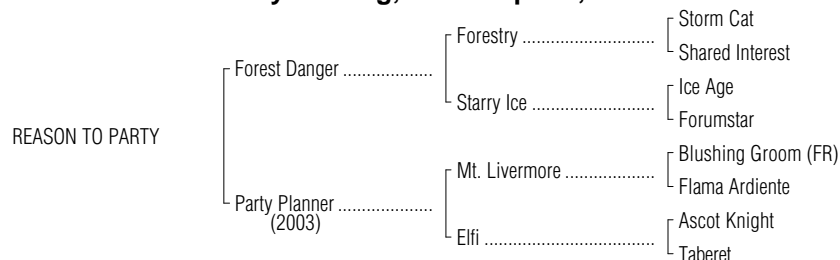 Storm Cat
Forestry
Shared Interest
Forest Danger
Ice Age
Starry Ice
Forumstar
REASON TO PARTY
Blushing Groom (FR)
Mt. Livermore
Flama Ardiente
Party Planner
(2003)
Ascot Knight
Elfi
Taberet